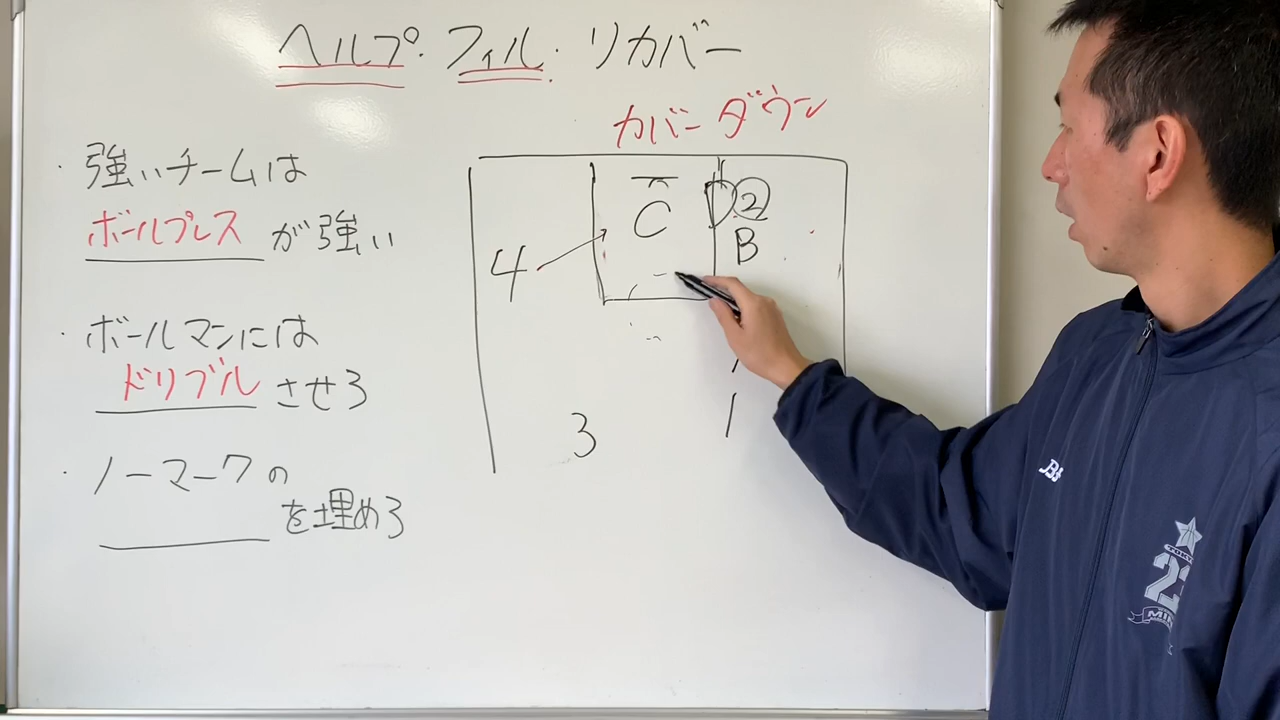 ヘルプ・フィル・リカバー
カバーダウン
・強いチームは
ボールプレス が強い
・ボールマンには
ドリブル させろ
・ノーマークの
を埋めろ
C
②
B
4
3
1